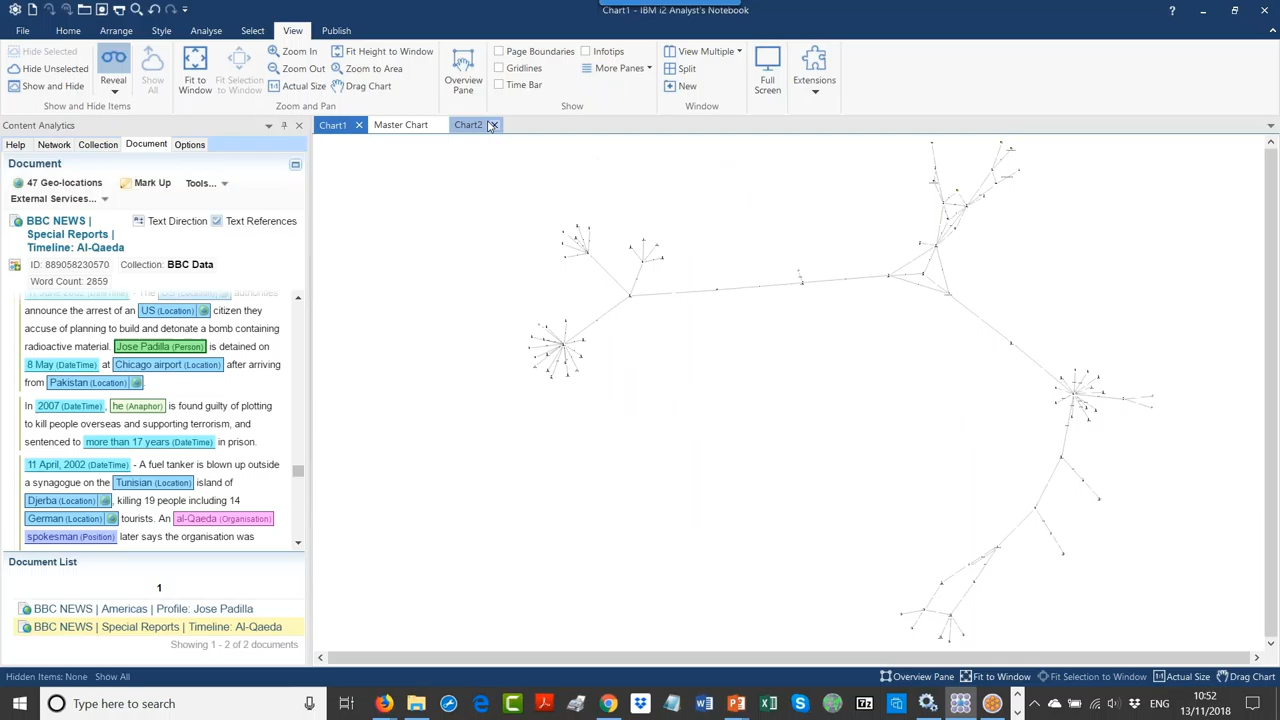 Chart1 - IBM i2 Analyst's Notebook
?
File Home Arrange Style Analyse Select View Publish
Hide Selected
Hide Unselected
Show and Hide
Reveal
Show All
Show and Hide Items
Fit to Window
Fit Selection to Window
Zoom In
Zoom Out
Actual Size
Fit Height to Window
Zoom to Area
Drag Chart
Zoom and Pan
Overview Pane
Page Boundaries
Gridlines
Time Bar
Infotips
More Panes
Show
View Multiple
Split
New
Window
Full Screen
Extensions
Content Analytics
Chart1 Master Chart Chart2
Help Network Collection Document Options
Document
47 Geo-locations Mark Up Tools...
External Services...
BBC NEWS |
Special Reports |
Timeline: Al-Qaeda
Text Direction Text References
ID: 889058230570 Collection: BBC Data
Word Count: 2859
announce the arrest of an US (Location) citizen they
accuse of planning to build and detonate a bomb containing
radioactive material. Jose Padilla (Person) is detained on
8 May (DateTime) at Chicago airport (Location) after arriving
from Pakistan (Location) .
In 2007 (DateTime) , he (Anaphor) is found guilty of plotting
to kill people overseas and supporting terrorism, and
sentenced to more than 17 years (DateTime) in prison.
11 April, 2002 (DateTime) - A fuel tanker is blown up outside
a synagogue on the Tunisian (Location) island of
Djerba (Location) , killing 19 people including 14
German (Location) tourists. An al-Qaeda (Organisation)
spokesman (Position) later says the organisation was
Document List
1
BBC NEWS | Americas | Profile: Jose Padilla
BBC NEWS | Special Reports | Timeline: Al-Qaeda
Showing 1 - 2 of 2 documents
Hidden Items: None Show All
Overview Pane Fit to Window Fit Selection to Window Actual Size Drag Chart
Type here to search
ENG
10:52
13/11/2018